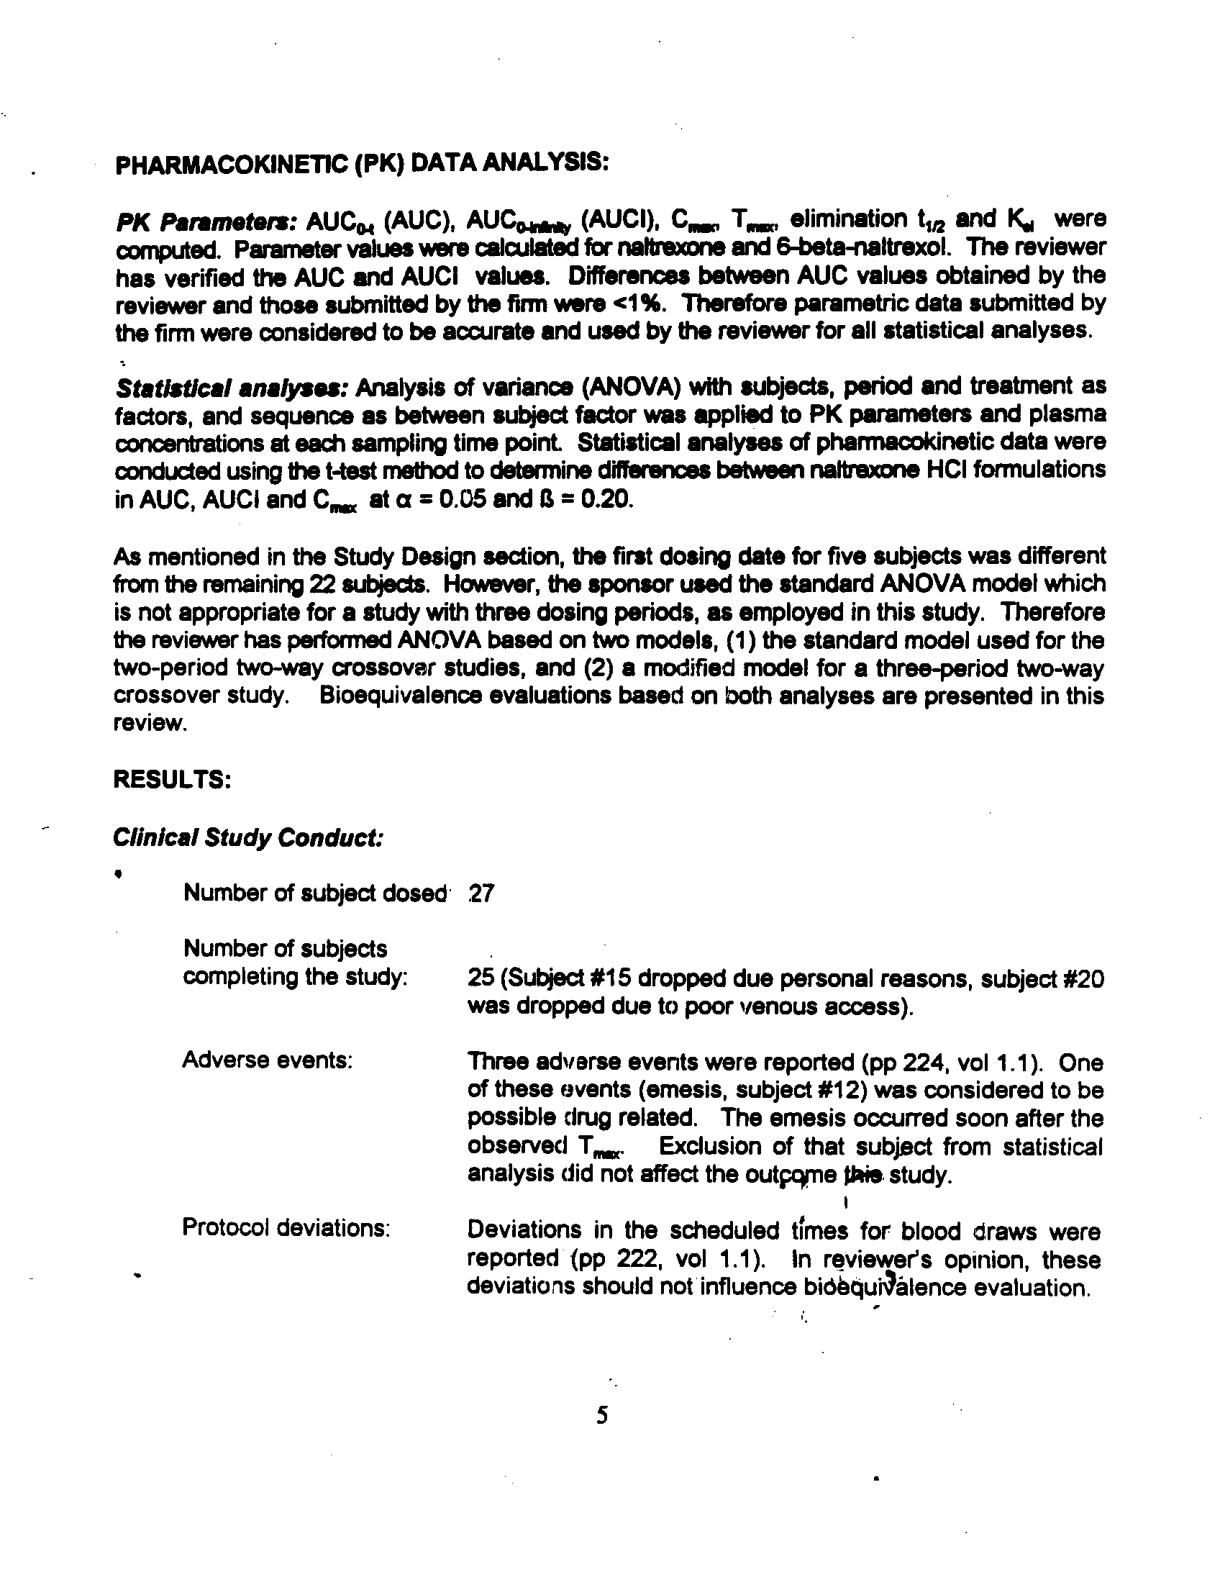 PHARMACOKINETIC (PK) DATA ANALYSIS:
PK Parameters: AUC0-t (AUC), AUC0-infinity (AUCI), Cmax, Tmax, elimination t1/2 and Kel were
computed. Parameter values were calculated for naltrexone and 6-beta-naltrexol. The reviewer
has verified the AUC and AUCI values. Differences between AUC values obtained by the
reviewer and those submitted by the firm were <1%. Therefore parametric data submitted by
the firm were considered to be accurate and used by the reviewer for all statistical analyses.
Statistical analyses: Analysis of variance (ANOVA) with subjects, period and treatment as
factors, and sequence as between subject factor was applied to PK parameters and plasma
concentrations at each sampling time point. Statistical analyses of pharmacokinetic data were
conducted using the t-test method to determine differences between naltrexone HCl formulations
in AUC, AUCI and Cmax at α = 0.05 and ß = 0.20.
As mentioned in the Study Design section, the first dosing date for five subjects was different
from the remaining 22 subjects. However, the sponsor used the standard ANOVA model which
is not appropriate for a study with three dosing periods, as employed in this study. Therefore
the reviewer has performed ANOVA based on two models, (1) the standard model used for the
two-period two-way crossover studies, and (2) a modified model for a three-period two-way
crossover study. Bioequivalence evaluations based on both analyses are presented in this
review.
RESULTS:
Clinical Study Conduct:
Number of subject dosed 27
Number of subjects
completing the study: 25 (Subject #15 dropped due personal reasons, subject #20
was dropped due to poor venous access).
Adverse events: Three adverse events were reported (pp 224, vol 1.1). One
of these events (emesis, subject #12) was considered to be
possible drug related. The emesis occurred soon after the
observed Tmax. Exclusion of that subject from statistical
analysis did not affect the outcome this study.
Protocol deviations: Deviations in the scheduled times for blood draws were
reported (pp 222, vol 1.1). In reviewer's opinion, these
deviations should not influence bioequivalence evaluation.
5